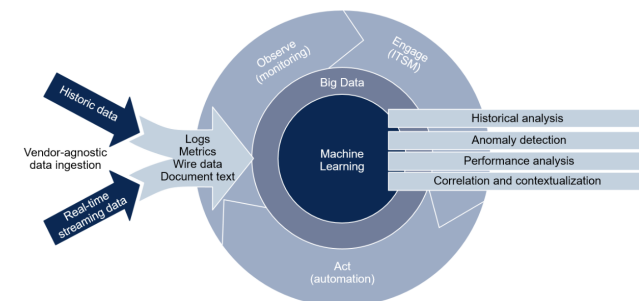 Historic data
Vendor-agnostic
data ingestion
Real-time
streaming data
Logs
Metrics
Wire data
Document text
Observe
(monitoring)
Engage
(ITSM)
Act
(automation)
Big Data
Machine
Learning
Historical analysis
Anomaly detection
Performance analysis
Correlation and contextualization